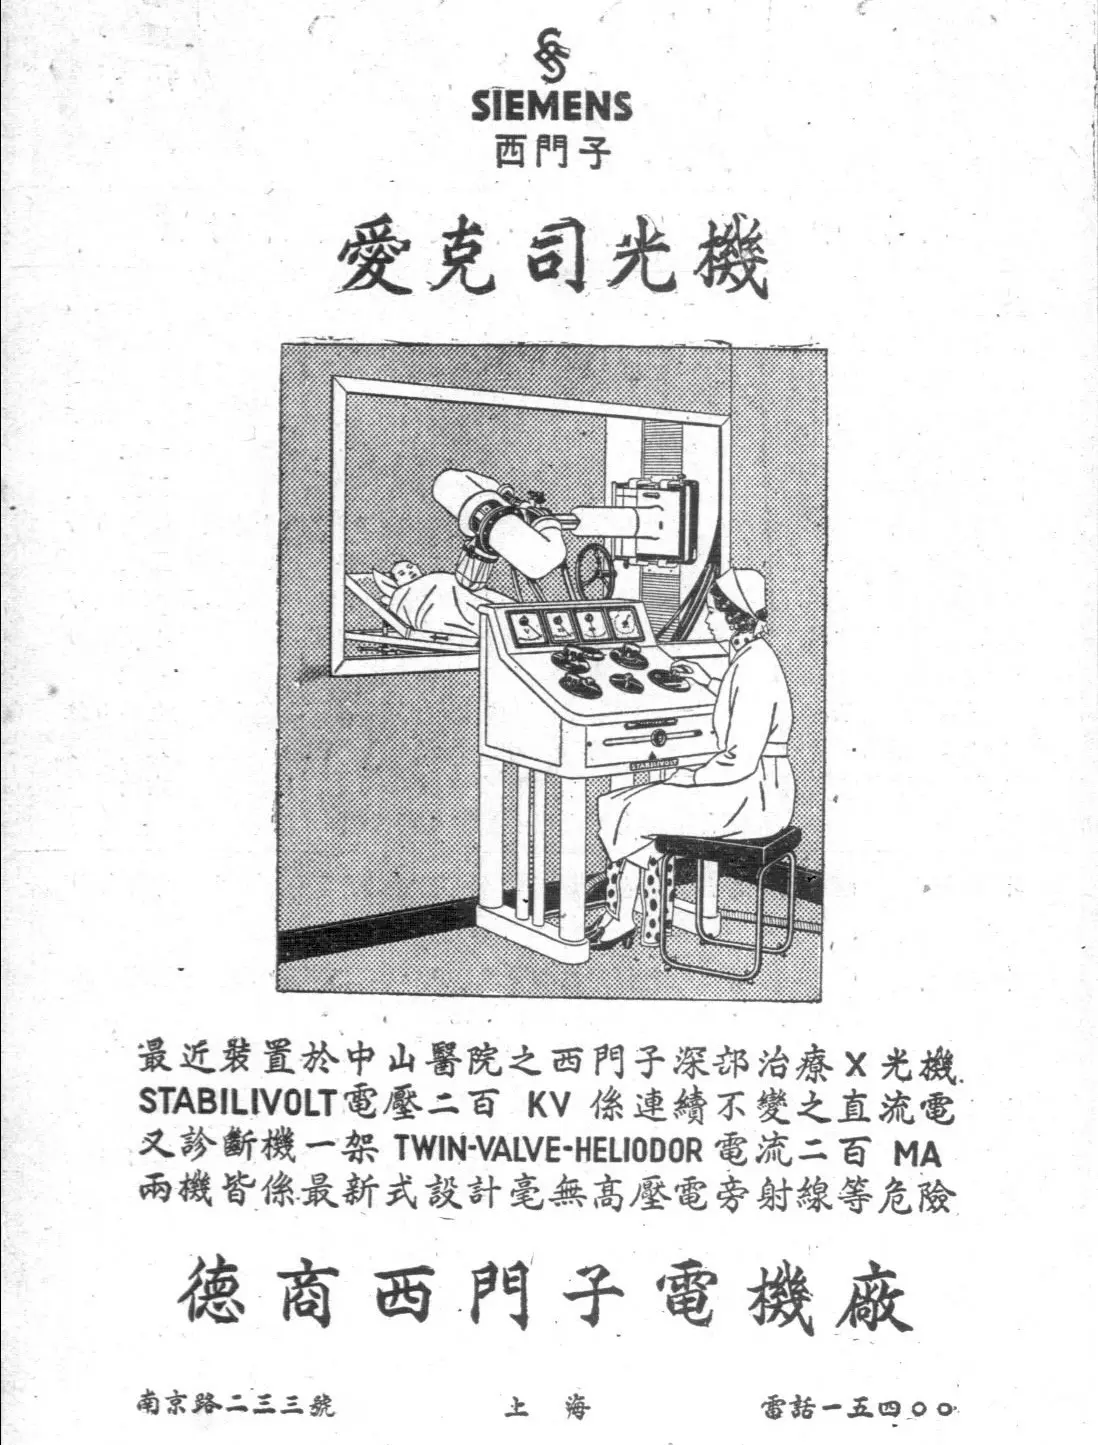 SIEMENS
西門子
愛克司光機
STABILIVOLT
最近裝置於中山醫院之西門子深部治療X光機.
STABILIVOLT電壓二百 KV 係連續不變之直流電
又診斷機一架 TWIN-VALVE-HELIODOR 電流二百 MA
兩機皆係最新式設計毫無高壓電旁射線等危險
德商西門子電機廠
南京路二三三號 上海 電話一五四〇〇